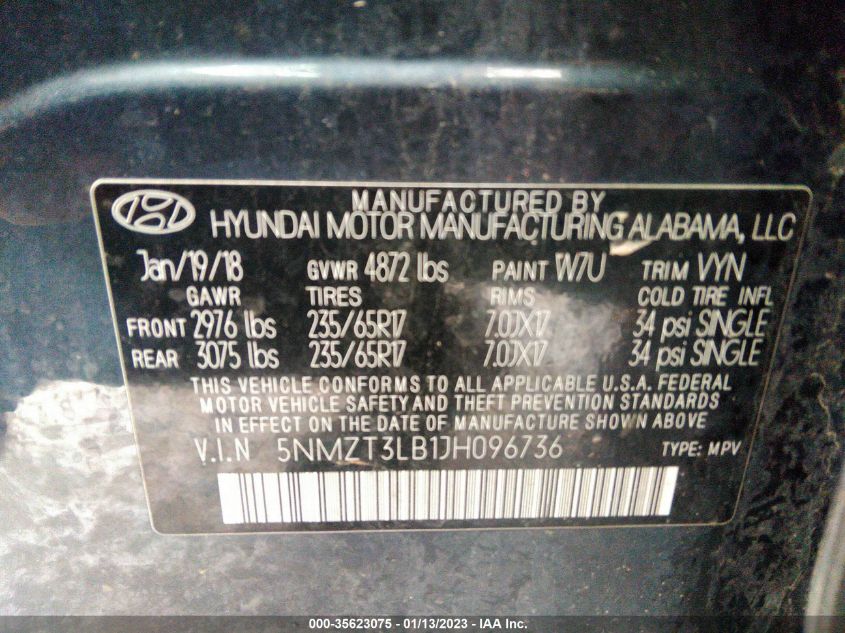 MANUFACTURED BY
HYUNDAI MOTOR MANUFACTURING ALABAMA, LLC
Jan/19/18 GVWR 4872 lbs PAINT W7U TRIM VYN
GAWR TIRES RIMS COLD TIRE INFL
FRONT 2976 lbs 235/65R17 7.0JX17 34 psi SINGLE
REAR 3075 lbs 235/65R17 7.0JX17 34 psi SINGLE
THIS VEHICLE CONFORMS TO ALL APPLICABLE U.S.A. FEDERAL
MOTOR VEHICLE SAFETY AND THEFT PREVENTION STANDARDS
IN EFFECT ON THE DATE OF MANUFACTURE SHOWN ABOVE.
V.I.N 5NMZT3LB1JH096736 TYPE: MPV
000-35623075 - 01/13/2023 - IAA Inc.